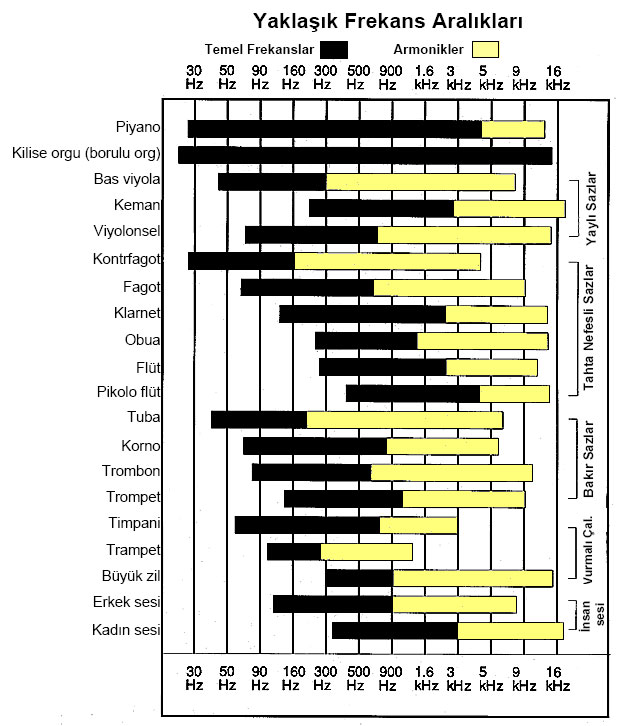 Yaklaşık Frekans Aralıkları
Temel Frekanslar Armonikler
30 50 90 160 300 500 900 1.6 3 5 9 16
Hz Hz Hz Hz Hz Hz Hz kHz kHz kHz kHz kHz
Piyano
Kilise orgu (borulu org)
Bas viyola
Keman
Viyolonsel
Yaylı Sazlar
Kontrfagot
Fagot
Klarnet
Obua
Flüt
Pikolo flüt
Tahta Nefesli Sazlar
Tuba
Korno
Trombon
Trompet
Bakır Sazlar
Timpani
Trampet
Büyük zil
Vurmalı Çal.
Erkek sesi
Kadın sesi
İnsan
sesi
30 50 90 160 300 500 900 1.6 3 5 9 16
Hz Hz Hz Hz Hz Hz Hz kHz kHz kHz kHz kHz